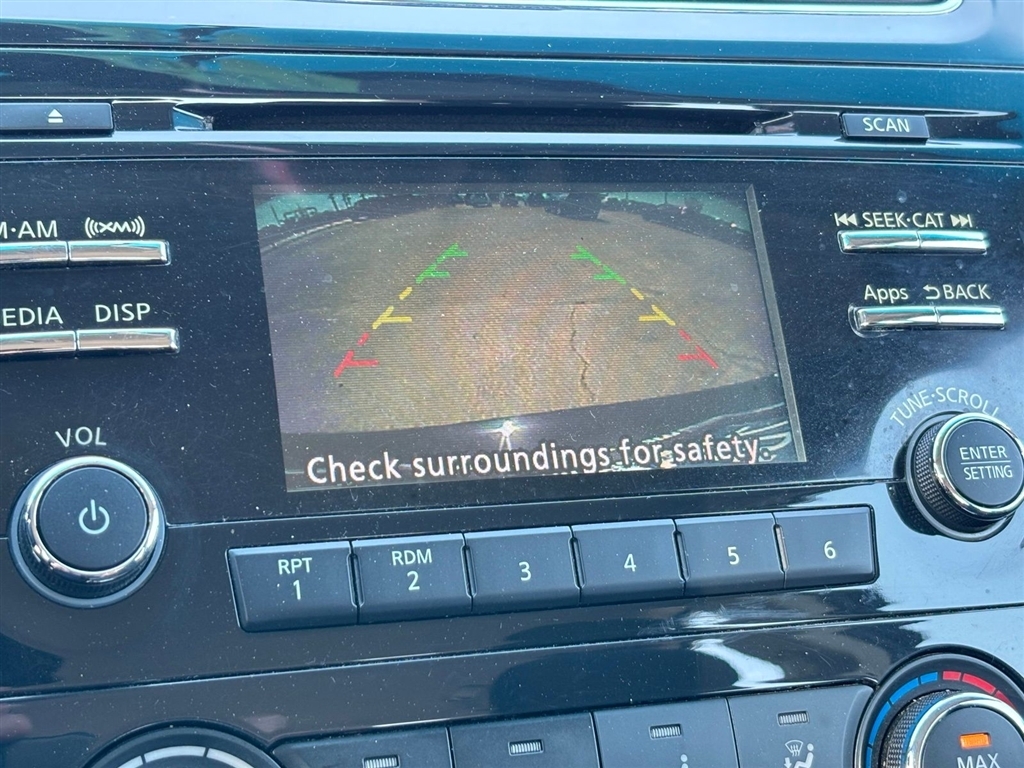 SCAN
M·AM ((XM))
SEEK·CAT
EDIA DISP
Apps BACK
TUNE·SCROLL
VOL
ENTER
SETTING
Check surroundings for safety.
RPT
1
RDM
2
3
4
5
6
MAX